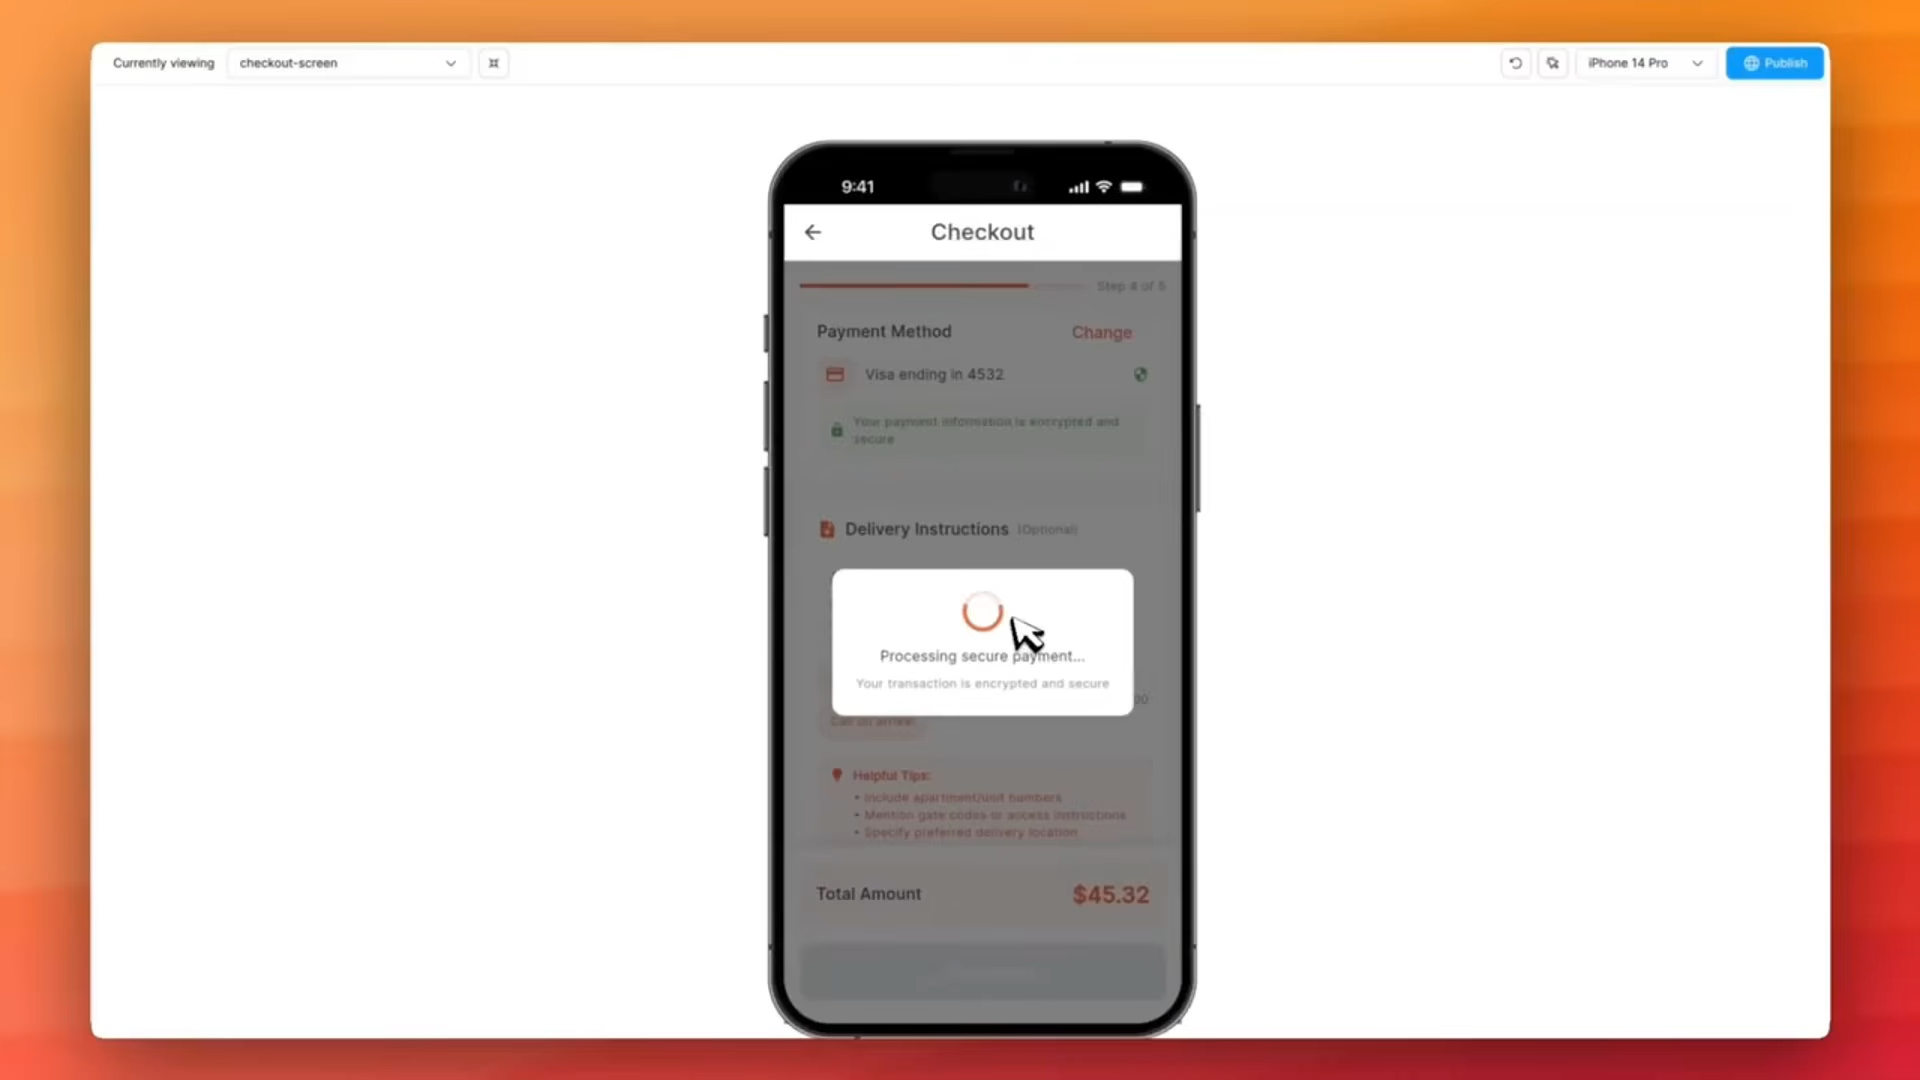 Currently viewing
checkout-screen
iPhone 14 Pro
Publish
9:41
Checkout
Step 4 of 5
Payment Method
Change
Visa ending in 4532
Your payment information is encrypted and
secure
Delivery Instructions (Optional)
Processing secure payment...
Your transaction is encrypted and secure
00
Call on arrival
Helpful Tips:
• Include apartment/unit numbers
• Mention gate codes or access instructions
• Specify preferred delivery location
Total Amount
$45.32